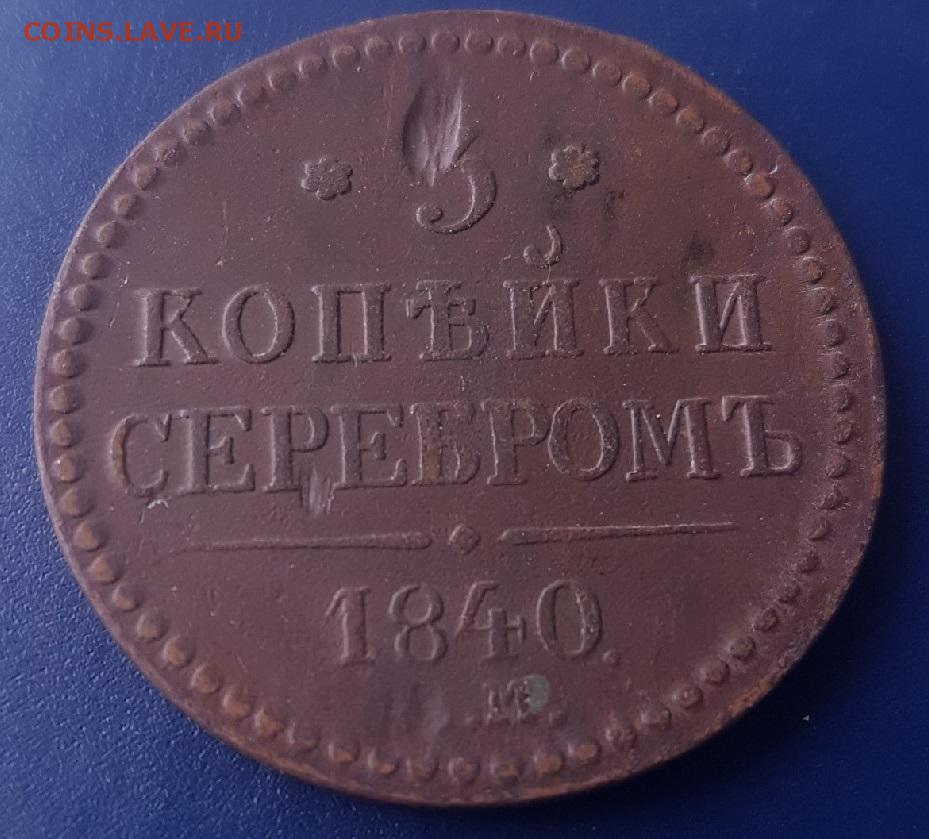 COINS.LAVE.RU
* 3 *
КОПѢЙКИ
СЕРЕБРОМЪ
1840.